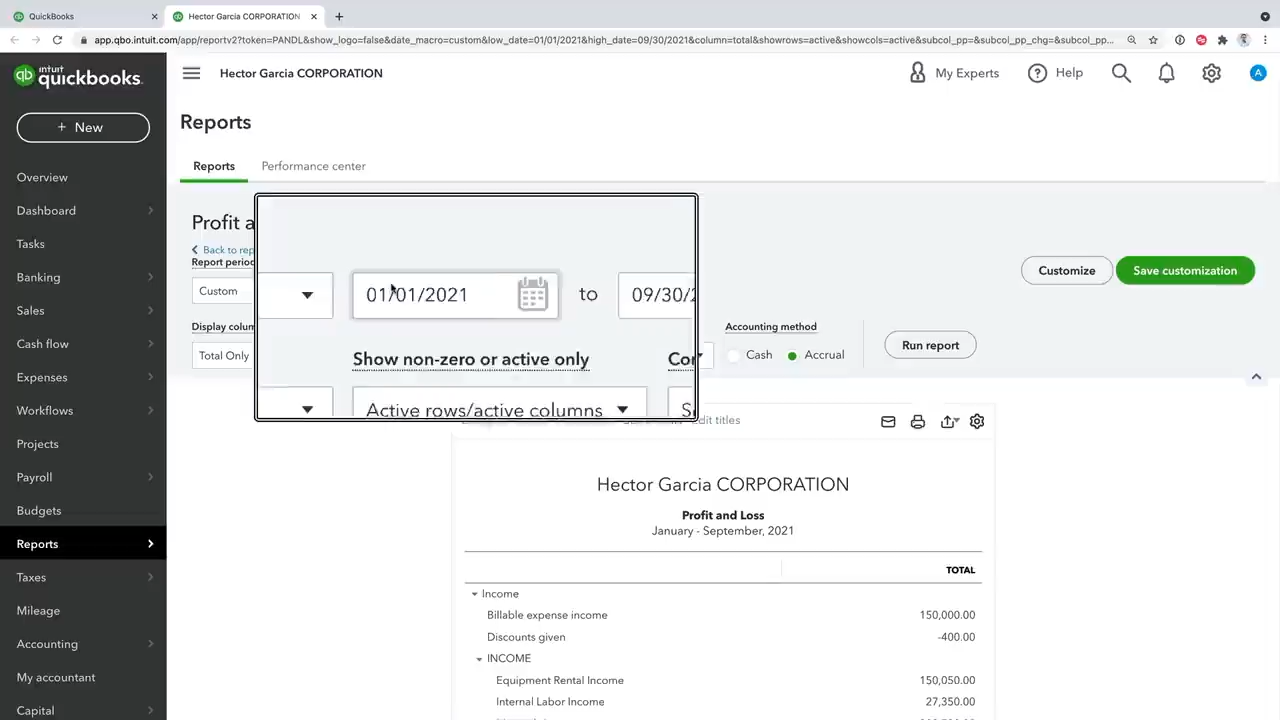 QuickBooks
Hector Garcia CORPORATION
app.qbo.intuit.com/app/reportv2?token=PANDL&show_logo=false&date_macro=custom&low_date=01/01/2021&high_date=09/30/2021&column=total&showrows=active&showcols=active&subcol_pp=&subcol_pp_chg=&subcol_pp...
intuit
quickbooks.
Hector Garcia CORPORATION
My Experts
Help
A
+ New
Reports
Reports
Performance center
Overview
Dashboard
Tasks
Banking
Sales
Cash flow
Expenses
Workflows
Projects
Payroll
Budgets
Reports
Taxes
Mileage
Accounting
My accountant
Capital
Profit a
Back to rep
Report perio
Custom
Display colum
Total Only
01/01/2021
to
09/30/2
Show non-zero or active only
Co
Active rows/active columns
S
Customize
Save customization
Accounting method
Cash
Accrual
Run report
dit titles
Hector Garcia CORPORATION
Profit and Loss
January - September, 2021
TOTAL
Income
Billable expense income 150,000.00
Discounts given -400.00
INCOME
Equipment Rental Income 150,050.00
Internal Labor Income 27,350.00